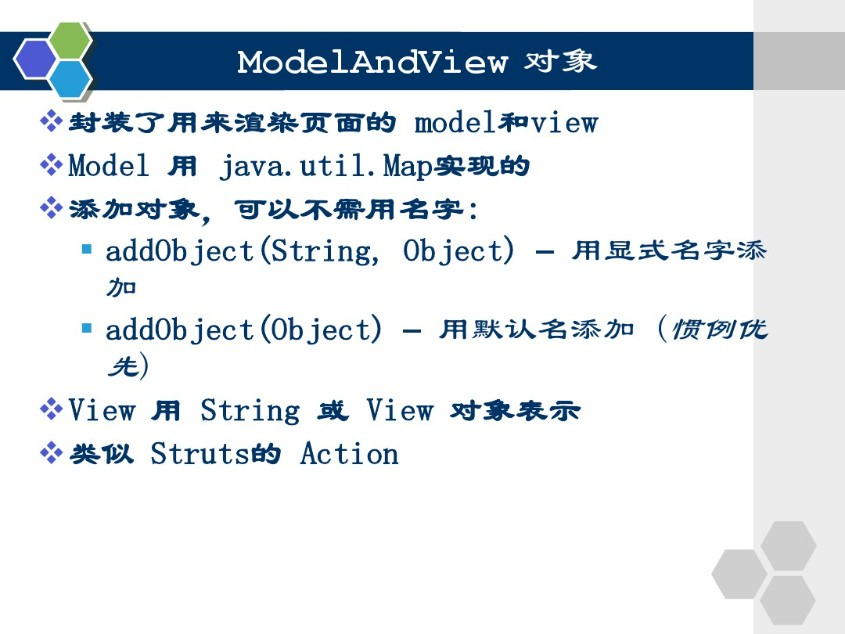 ModelAndView 对象
封装了用来渲染页面的 model和view
Model 用 java.util.Map实现的
添加对象，可以不需用名字：
addObject(String, Object) – 用显式名字添
加
addObject(Object) – 用默认名添加（惯例优
先）
View 用 String 或 View 对象表示
类似 Struts的 Action